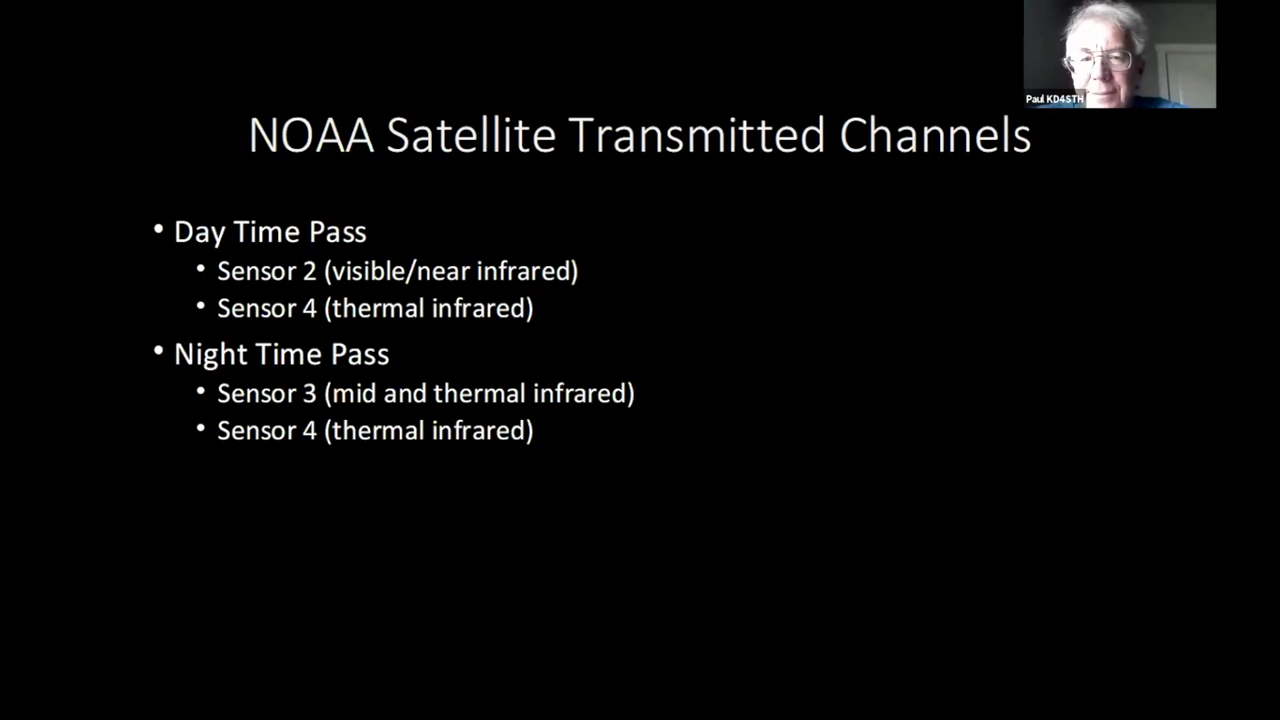 Paul KD4STH
NOAA Satellite Transmitted Channels
• Day Time Pass
• Sensor 2 (visible/near infrared)
• Sensor 4 (thermal infrared)
• Night Time Pass
• Sensor 3 (mid and thermal infrared)
• Sensor 4 (thermal infrared)